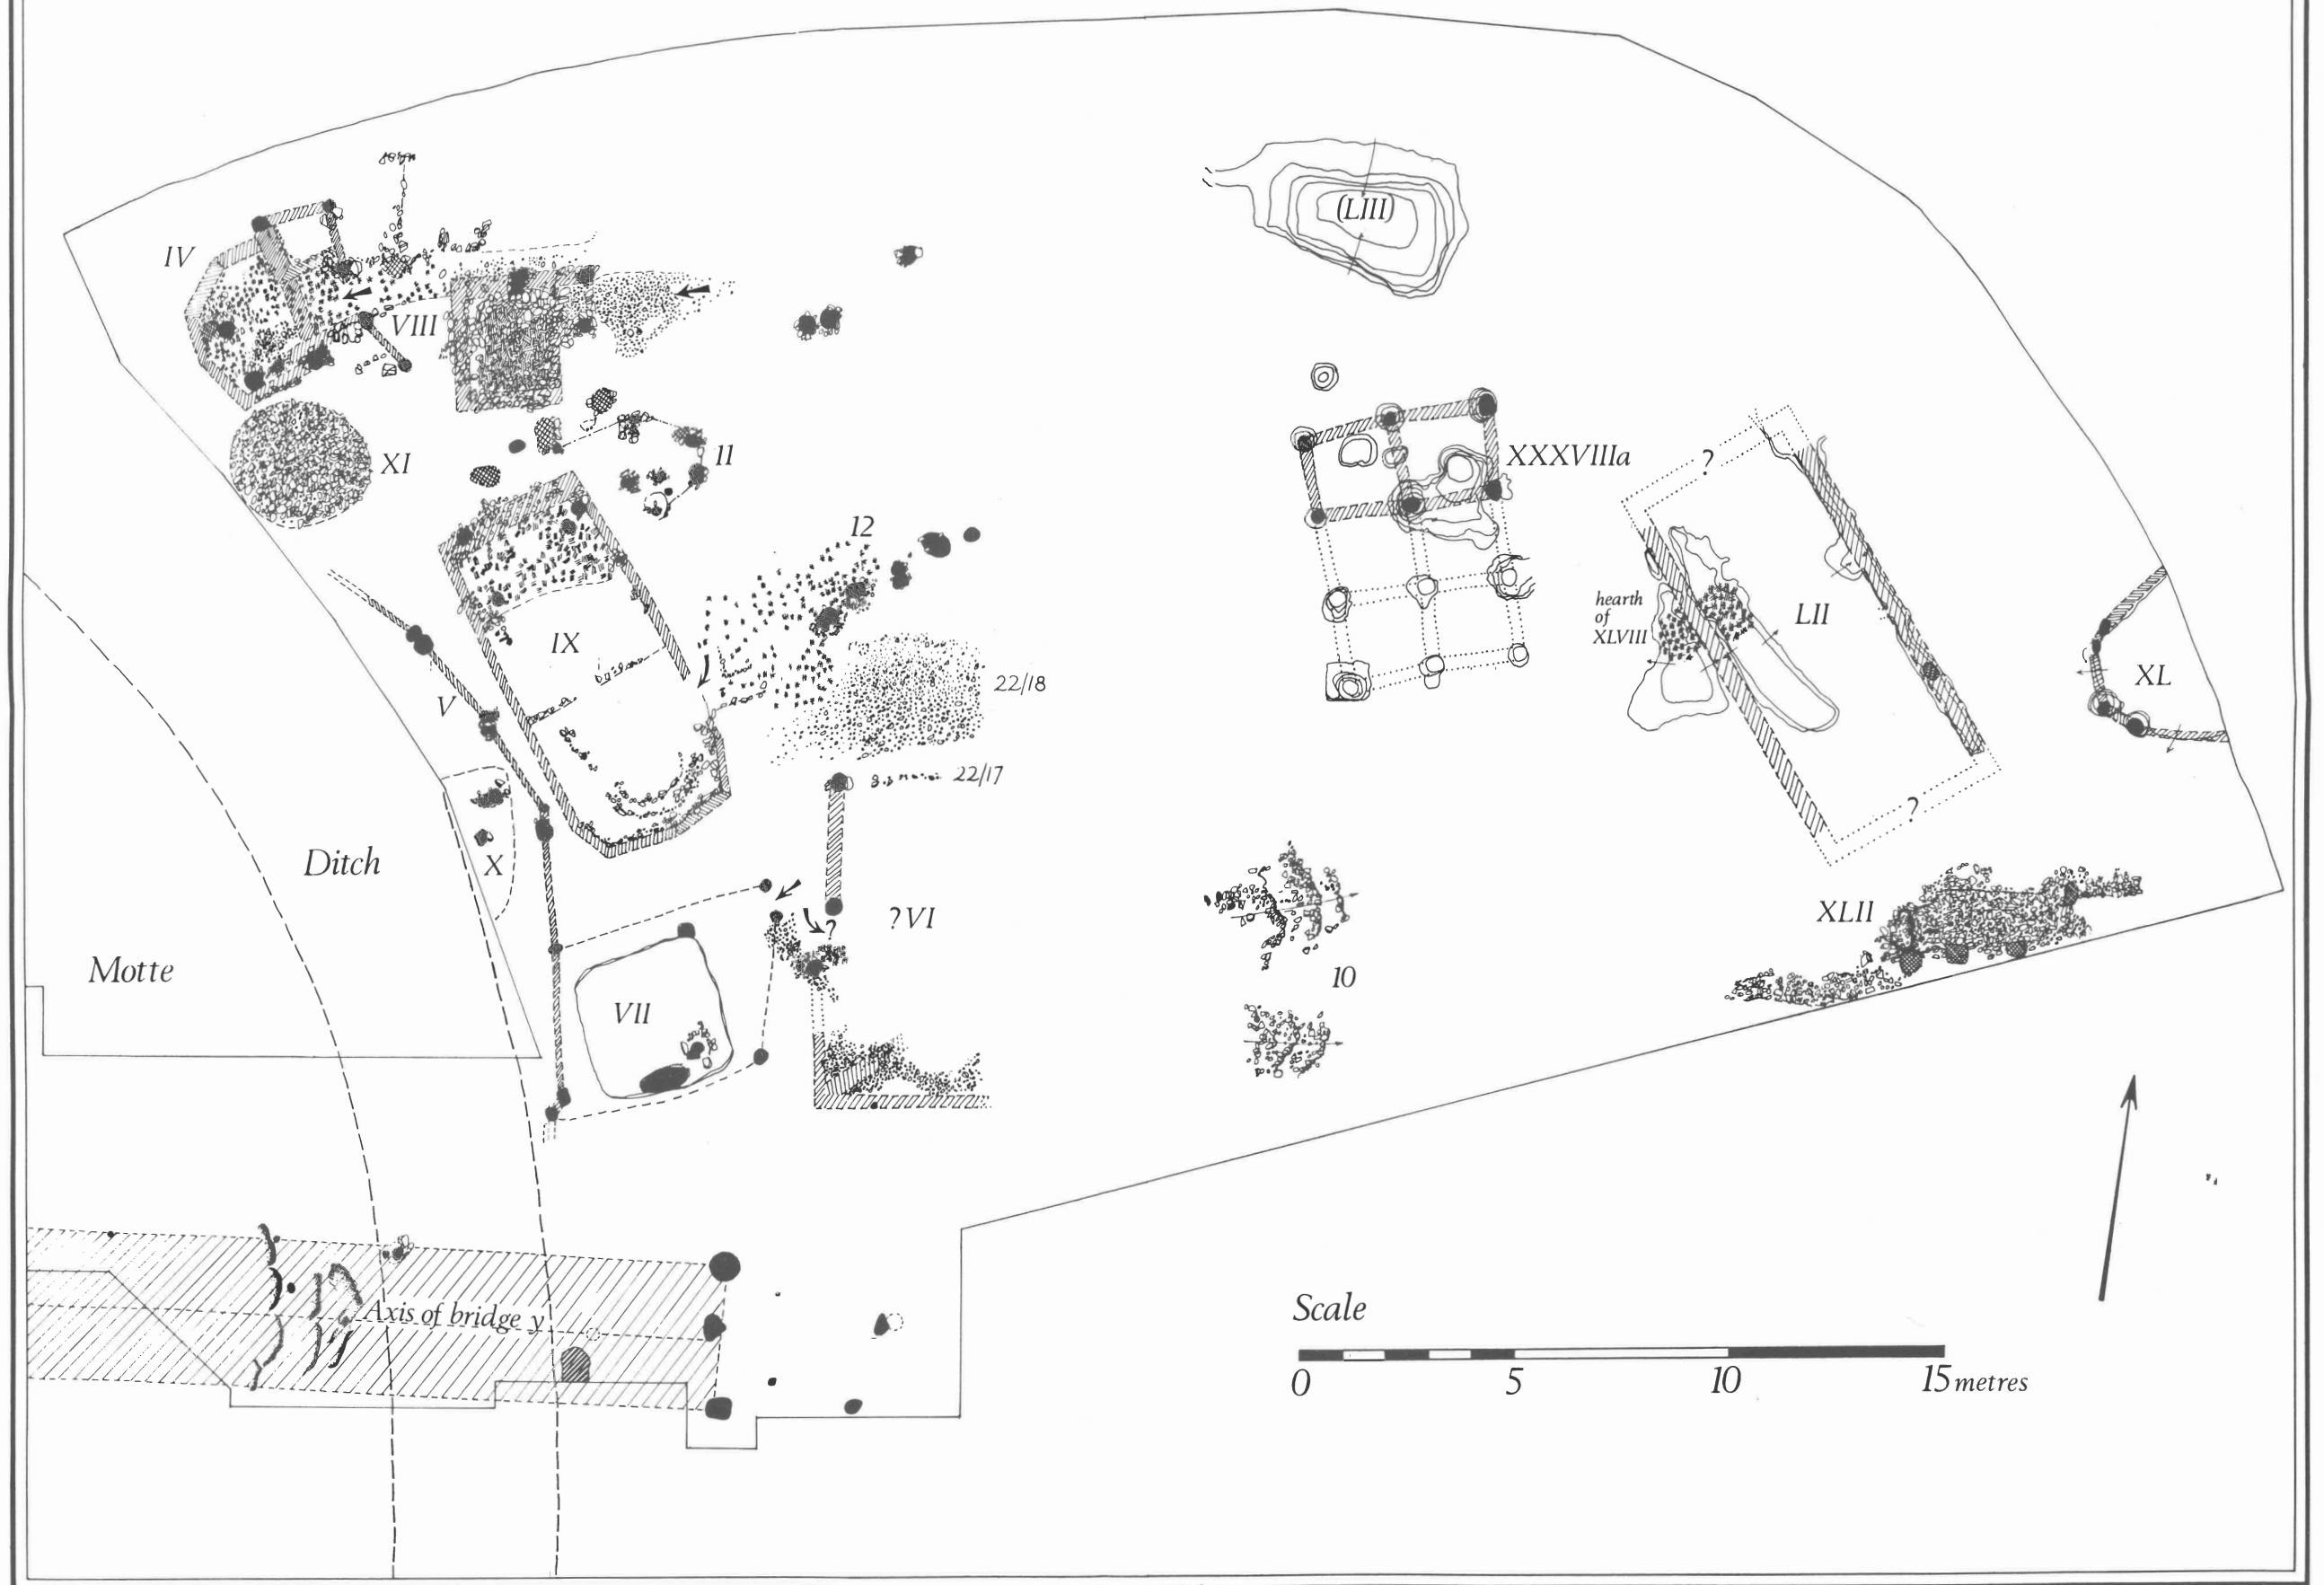 (LIII)
IV
VIII
XI
11
XXXVIIIa
?
12
IX
hearth
of
XLVIII
LII
22/18
XL
V
22/17
?
Ditch
X
?VI
XLII
?
Motte
10
VII
Axis of bridge y
Scale
0 5 10 15 metres